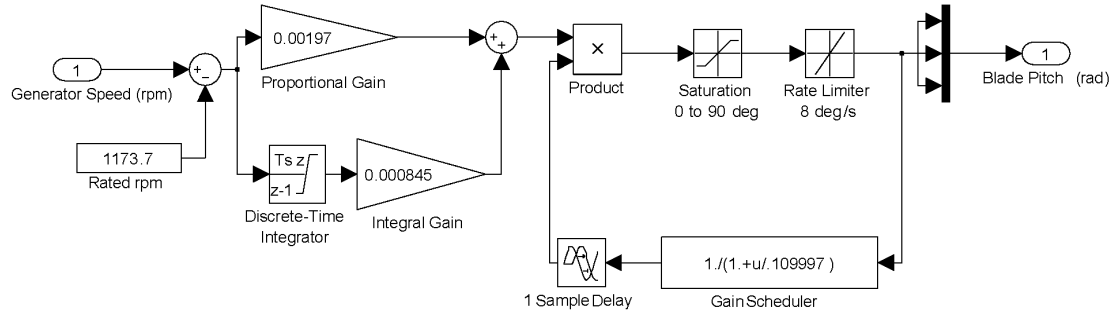 0.00197
Proportional Gain
1
Generator Speed (rpm)
+
−
1173.7
Rated rpm
Ts z
z-1
Discrete-Time
Integrator
0.000845
Integral Gain
+
+
×
Product
Saturation
0 to 90 deg
Rate Limiter
8 deg/s
1
Blade Pitch (rad)
1 Sample Delay
1./(1.+u/.109997 )
Gain Scheduler